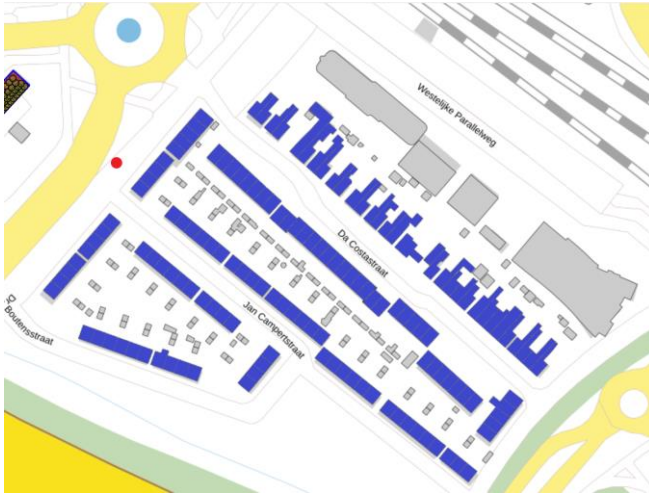 Westelijke Parallelweg
Da Costastraat
Jan Campertstraat
Boutensstraat